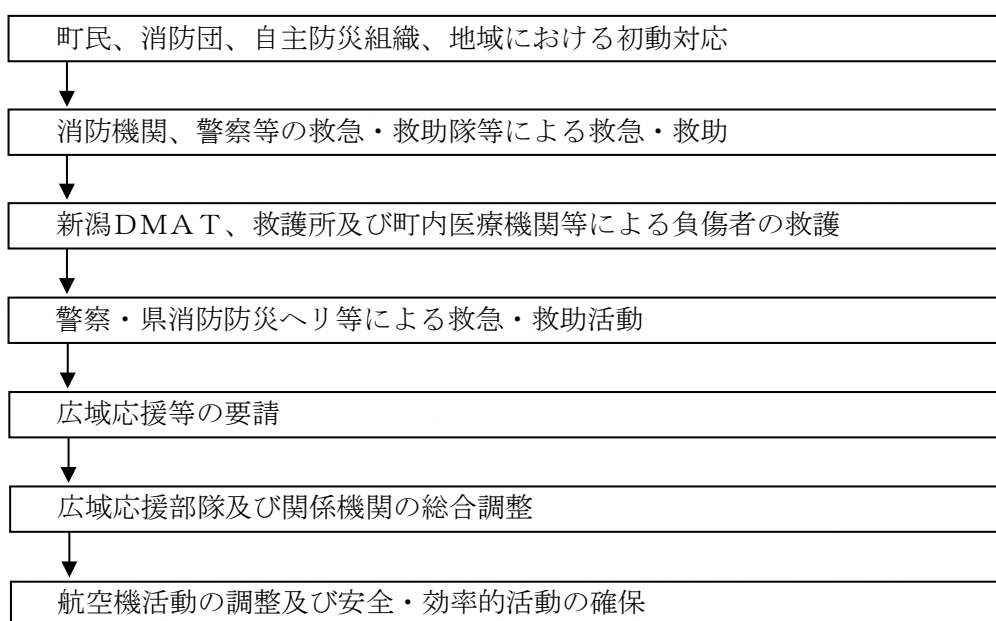 町民、消防団、自主防災組織、地域における初動対応
消防機関、警察等の救急・救助隊等による救急・救助
新潟DMAT、救護所及び町内医療機関等による負傷者の救護
警察・県消防防災ヘリ等による救急・救助活動
広域応援等の要請
広域応援部隊及び関係機関の総合調整
航空機活動の調整及び安全・効率的活動の確保